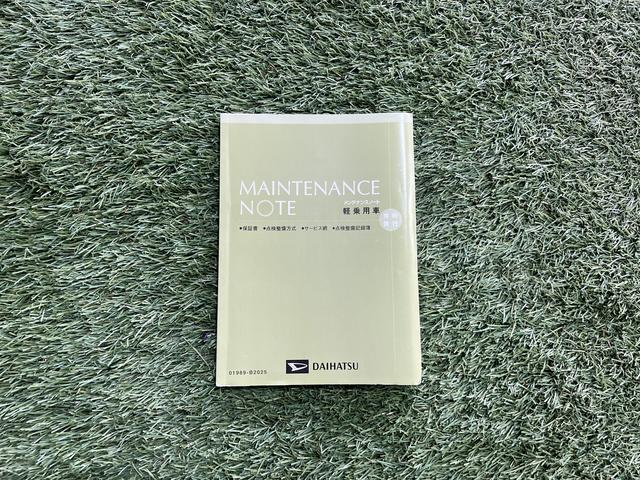 MAINTENANCE
NOTE
メンテナンスノート
軽乗用車
●保証書 ●点検整備方式 ●サービス網 ●点検整備記録簿
01989-B2025
DAIHATSU